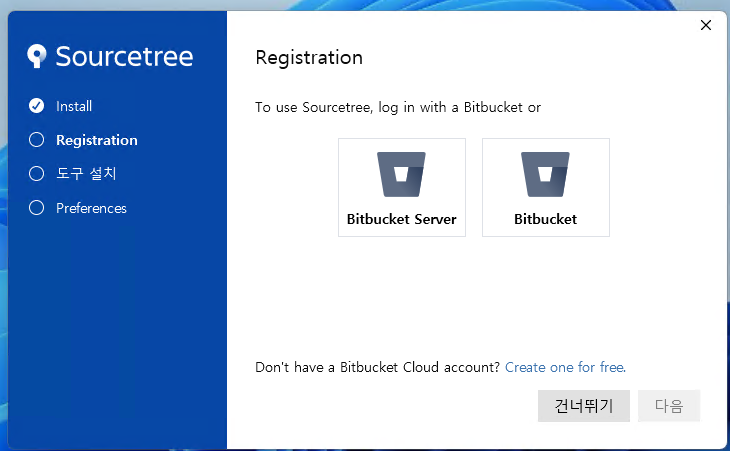 Sourcetree
Install
Registration
도구 설치
Preferences
Registration
To use Sourcetree, log in with a Bitbucket or
Bitbucket Server
Bitbucket
Don't have a Bitbucket Cloud account? Create one for free.
건너뛰기
다음